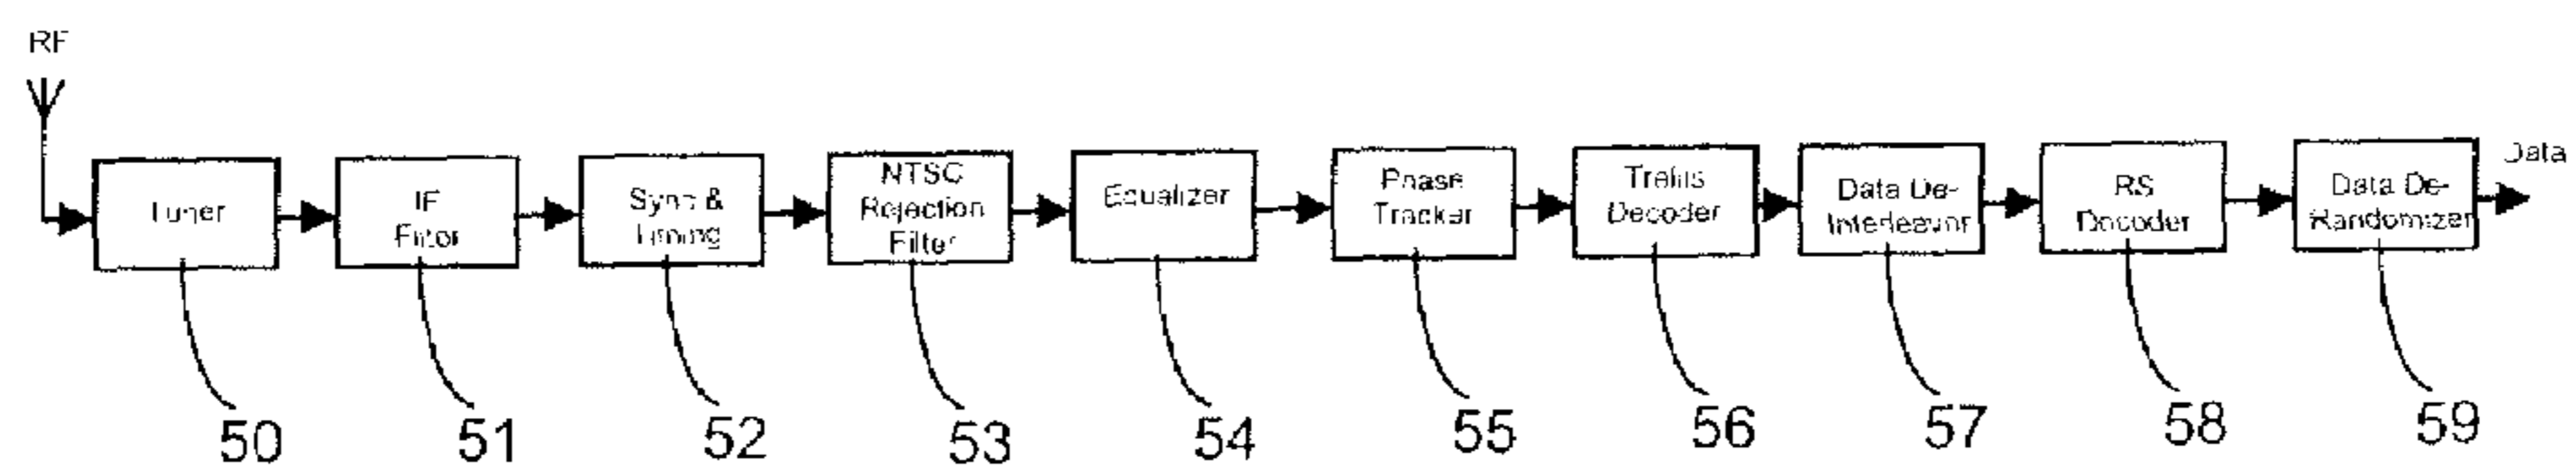 RF
Tuner
IF
Filter
Sync &
Timing
NTSC
Rejection
Filter
Equalizer
Phase
Tracker
Trellis
Decoder
Data De-
Interleaver
RS
Decoder
Data De-
Randomizer
Data
50
51
52
53
54
55
56
57
58
59